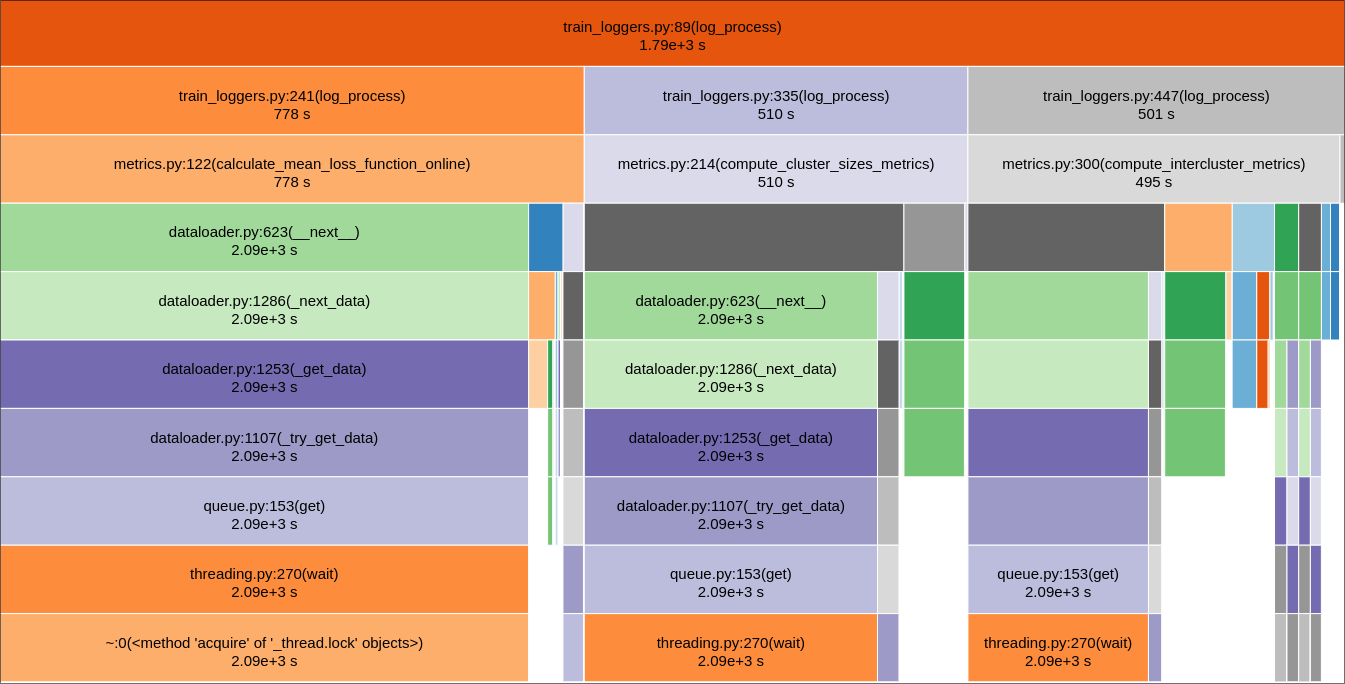 train_loggers.py:89(log_process)
1.79e+3 s
train_loggers.py:241(log_process)
778 s
train_loggers.py:335(log_process)
510 s
train_loggers.py:447(log_process)
501 s
metrics.py:122(calculate_mean_loss_function_online)
778 s
metrics.py:214(compute_cluster_sizes_metrics)
510 s
metrics.py:300(compute_intercluster_metrics)
495 s
dataloader.py:623(__next__)
2.09e+3 s
dataloader.py:1286(_next_data)
2.09e+3 s
dataloader.py:623(__next__)
2.09e+3 s
dataloader.py:1253(_get_data)
2.09e+3 s
dataloader.py:1286(_next_data)
2.09e+3 s
dataloader.py:1107(_try_get_data)
2.09e+3 s
dataloader.py:1253(_get_data)
2.09e+3 s
queue.py:153(get)
2.09e+3 s
dataloader.py:1107(_try_get_data)
2.09e+3 s
threading.py:270(wait)
2.09e+3 s
queue.py:153(get)
2.09e+3 s
queue.py:153(get)
2.09e+3 s
~:0(<method 'acquire' of '_thread.lock' objects>)
2.09e+3 s
threading.py:270(wait)
2.09e+3 s
threading.py:270(wait)
2.09e+3 s